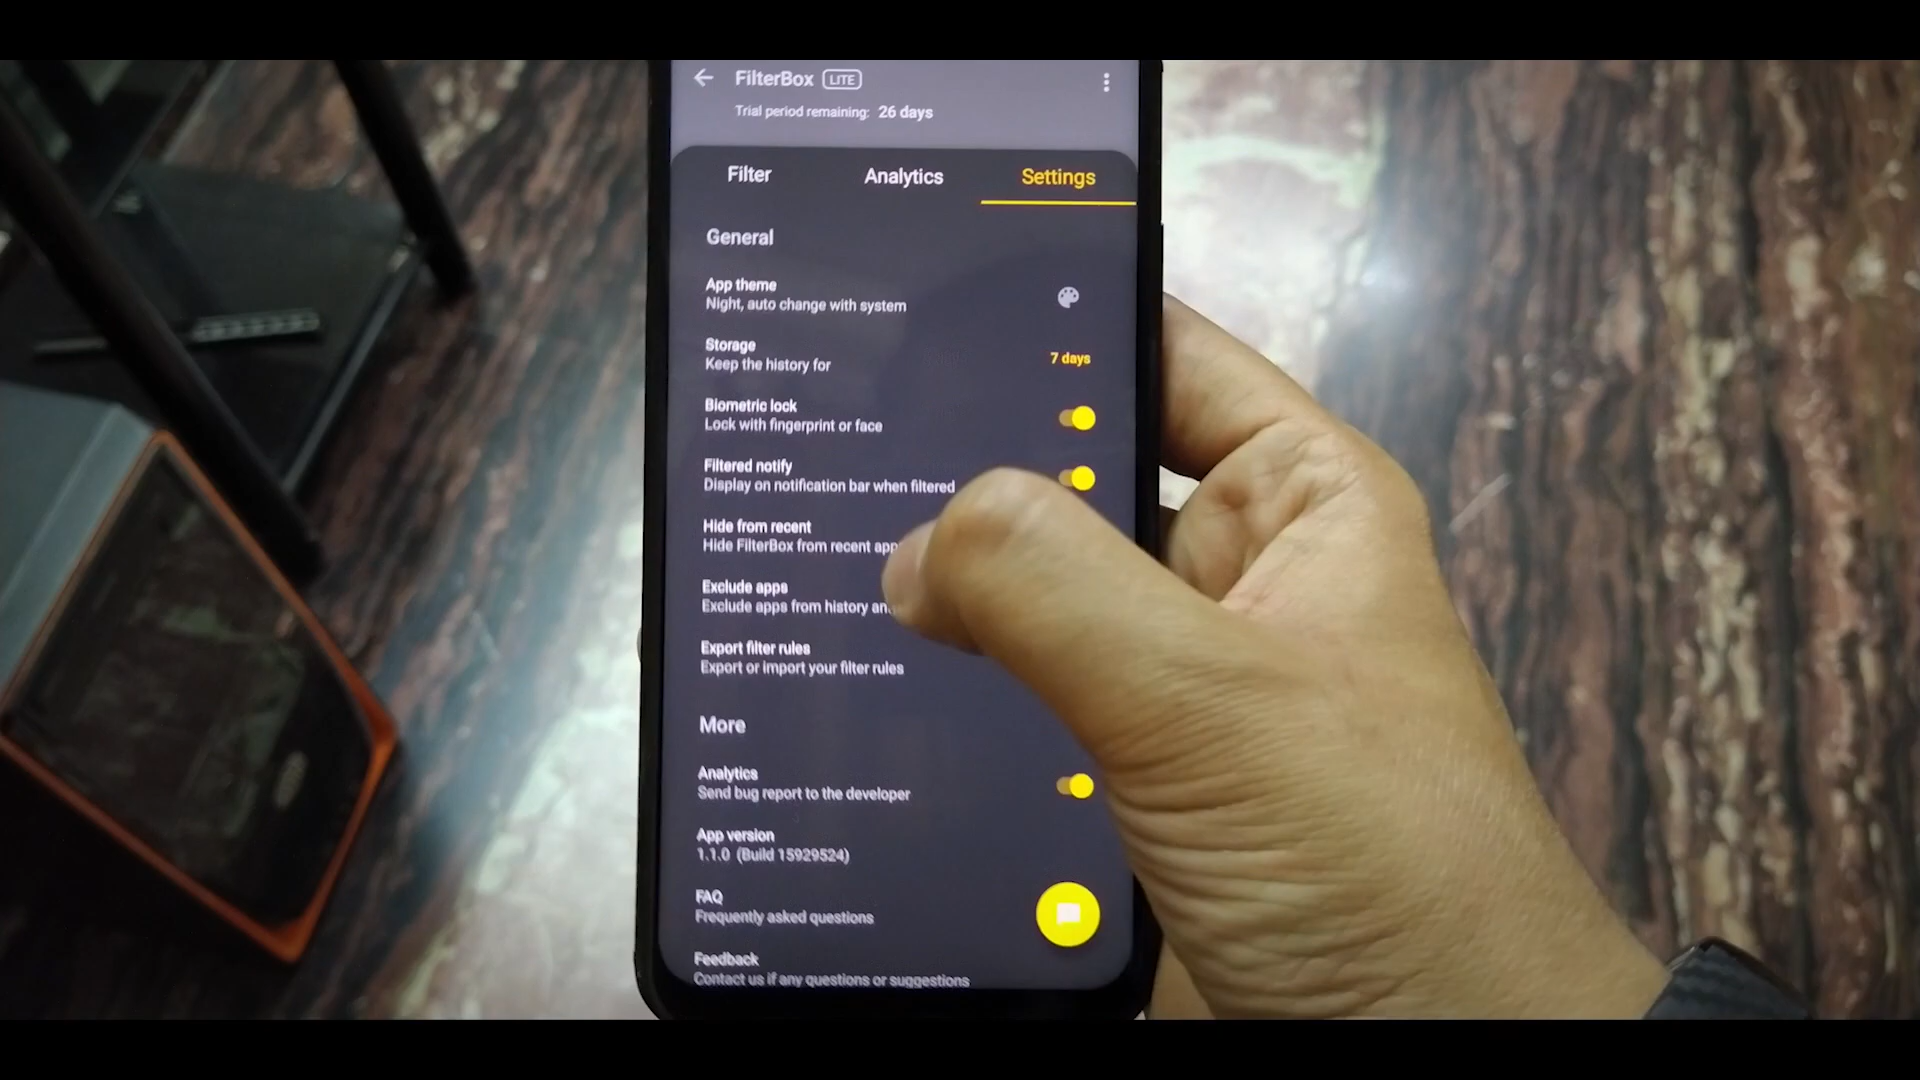 FilterBox LITE
Trial period remaining: 26 days
Filter Analytics Settings
General
App theme
Night, auto change with system
Storage
Keep the history for
7 days
Biometric lock
Lock with fingerprint or face
Filtered notify
Display on notification bar when filtered
Hide from recent
Hide FilterBox from recent
Exclude apps
Exclude apps from history
Export filter rules
Export or import your filter rules
More
Analytics
Send bug report to the developer
App version
1.1.0 (Build 15929524)
FAQ
Frequently asked questions
Feedback
Contact us if any questions or suggestions